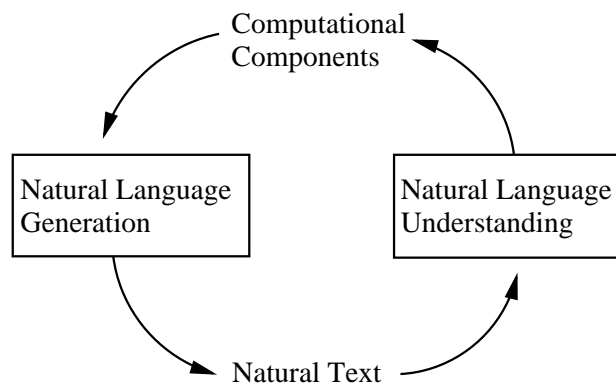 Computational
Components
Natural Language
Generation
Natural Language
Understanding
Natural Text